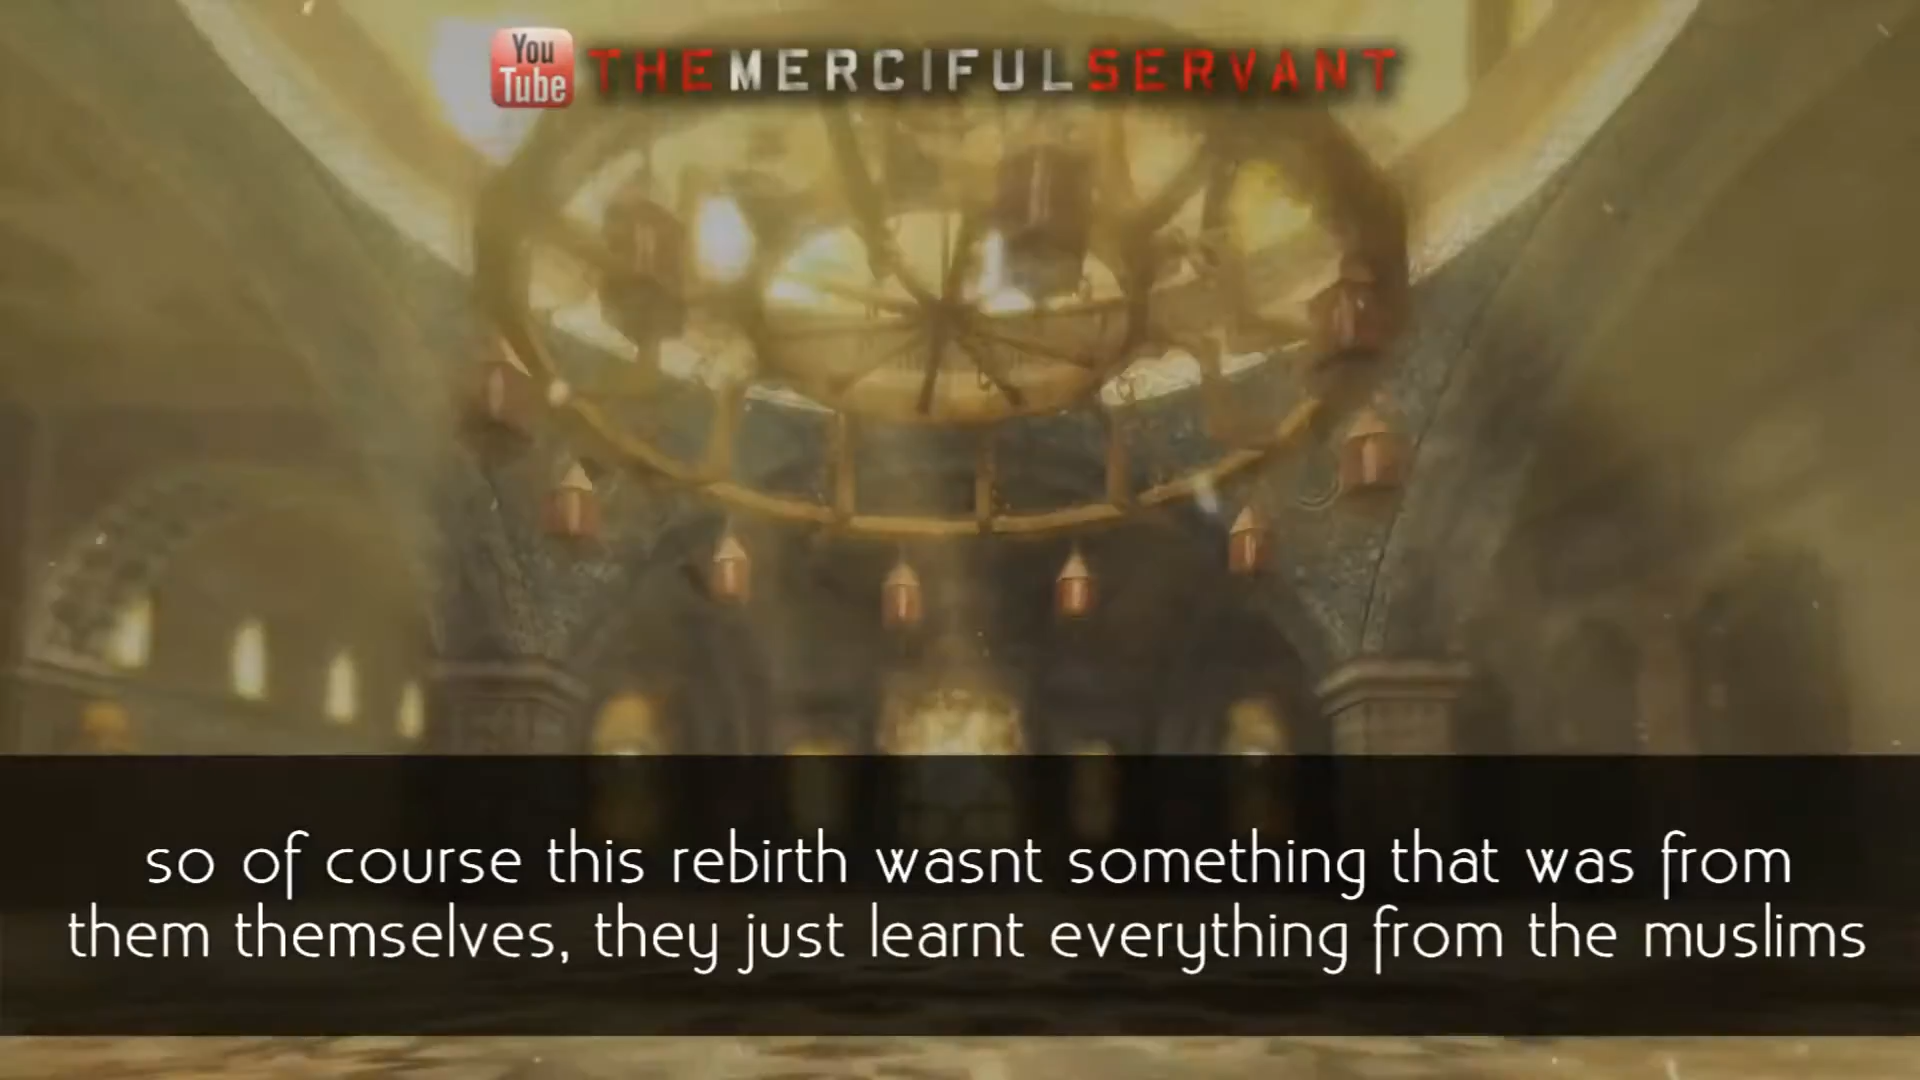 You
Tube THEMERCIFULSERVANT
so of course this rebirth wasnt something that was from
them themselves, they just learnt everything from the muslims